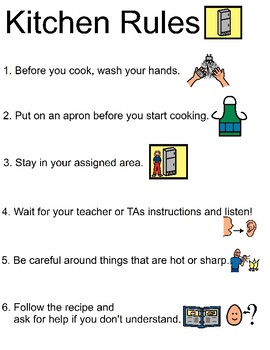 Kitchen Rules
1. Before you cook, wash your hands.
2. Put on an apron before you start cooking.
3. Stay in your assigned area.
4. Wait for your teacher or TAs instructions and listen!
5. Be careful around things that are hot or sharp.
6. Follow the recipe and
ask for help if you don't understand.
-?